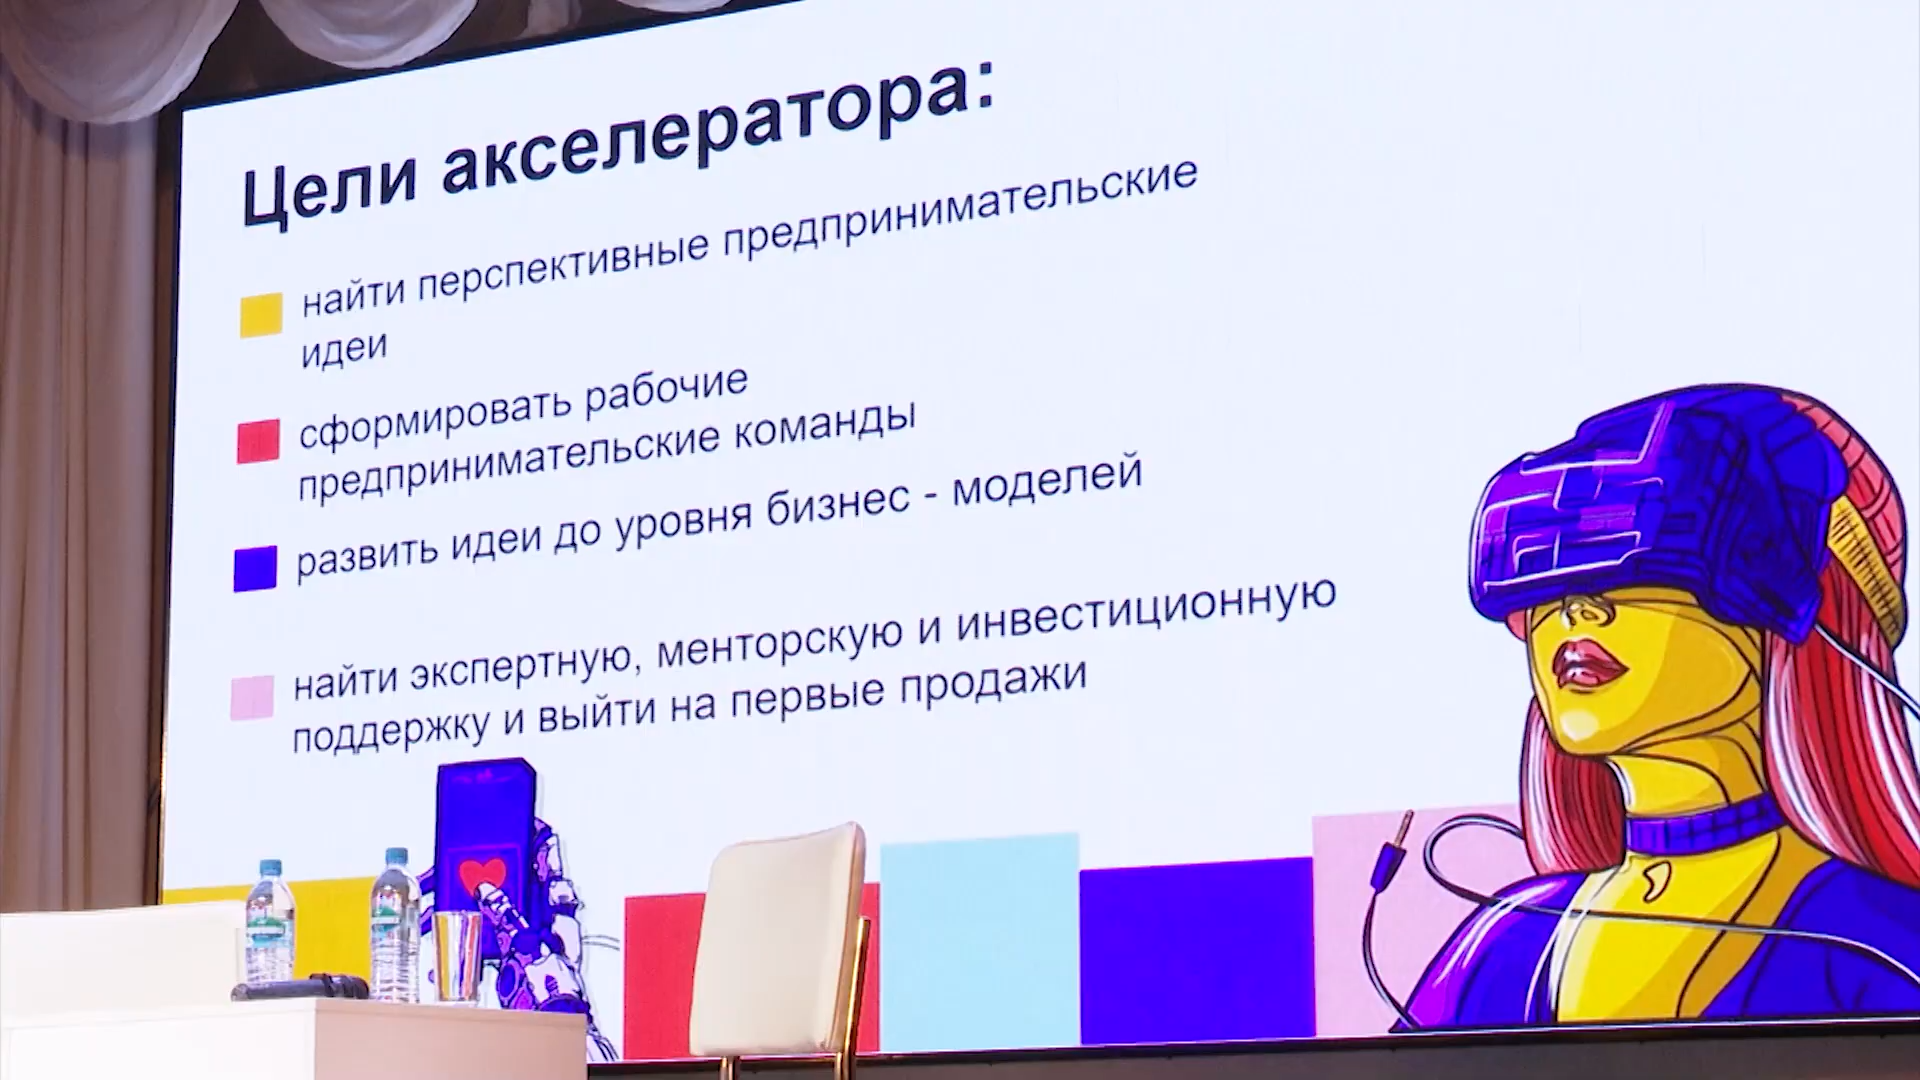 Цели акселератора:
найти перспективные предпринимательские
идеи
сформировать рабочие
предпринимательские команды
развить идеи до уровня бизнес - моделей
найти экспертную, менторскую и инвестиционную
поддержку и выйти на первые продажи